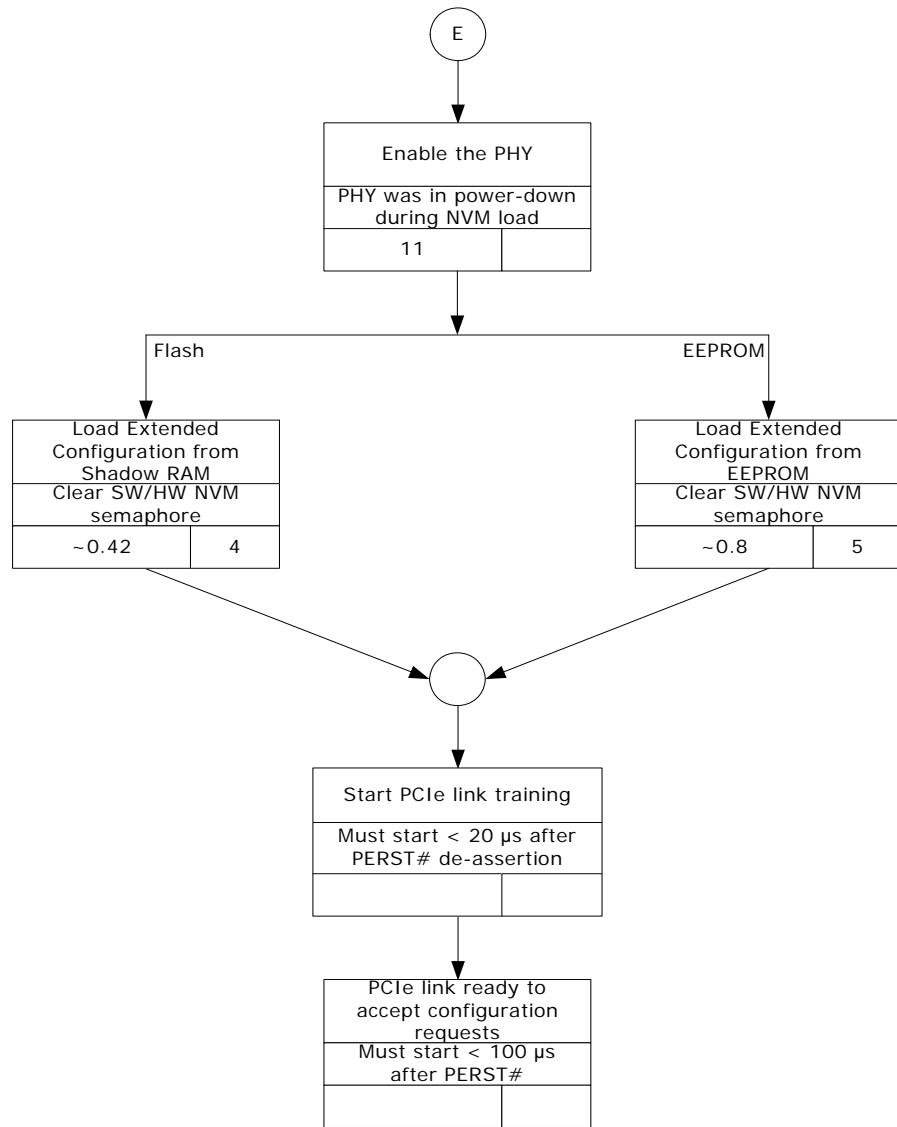 E
Enable the PHY
PHY was in power-down
during NVM load
11
Flash
EEPROM
Load Extended
Configuration from
Shadow RAM
Clear SW/HW NVM
semaphore
~0.42
4
Load Extended
Configuration from
EEPROM
Clear SW/HW NVM
semaphore
~0.8
5
Start PCIe link training
Must start < 20 µs after
PERST# de-assertion
PCIe link ready to
accept configuration
requests
Must start < 100 µs
after PERST#